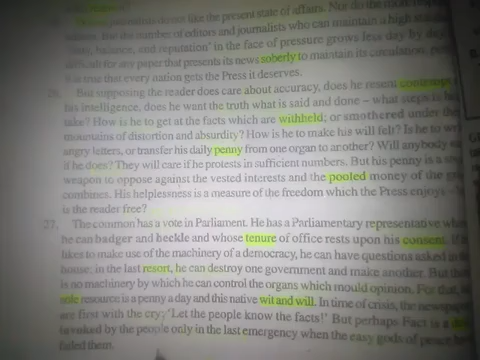 journalists do not like the present state of affairs. Nor do the most
But the number of editors and journalists who can maintain a high
balance, and reputation" in the face of pressure grows less day by day.
difficult for any paper that presents its news soberly to maintain its circulation.
it is true that every nation gets the Press it deserves.
26. But supposing the reader does care about accuracy, does he resent contempt
his intelligence, does he want the truth what is said and done – what steps is he
take? How is he to get at the facts which are withheld; or smothered under the
mountains of distortion and absurdity? How is he to make his will felt? Is he to
angry letters, or transfer his daily penny from one organ to another? Will anybody
if he does? They will care if he protests in sufficient numbers. But his penny is a
weapon to oppose against the vested interests and the pooled money of the
combines. His helplessness is a measure of the freedom which the Press enjoys –
is the reader free?
27. The common has a vote in Parliament. He has a Parliamentary representative
he can badger and heckle and whose tenure of office rests upon his consent. If
likes to make use of the machinery of a democracy, he can have questions asked in
house; in the last resort, he can destroy one government and make another. But
is no machinery by which he can control the organs which mould opinion. For that,
sole resource is a penny a day and this native wit and will. In time of crisis, the
are first with the cry; 'Let the people know the facts!' But perhaps Fact is a
invoked by the people only in the last emergency when the easy gods of peace have
failed them.